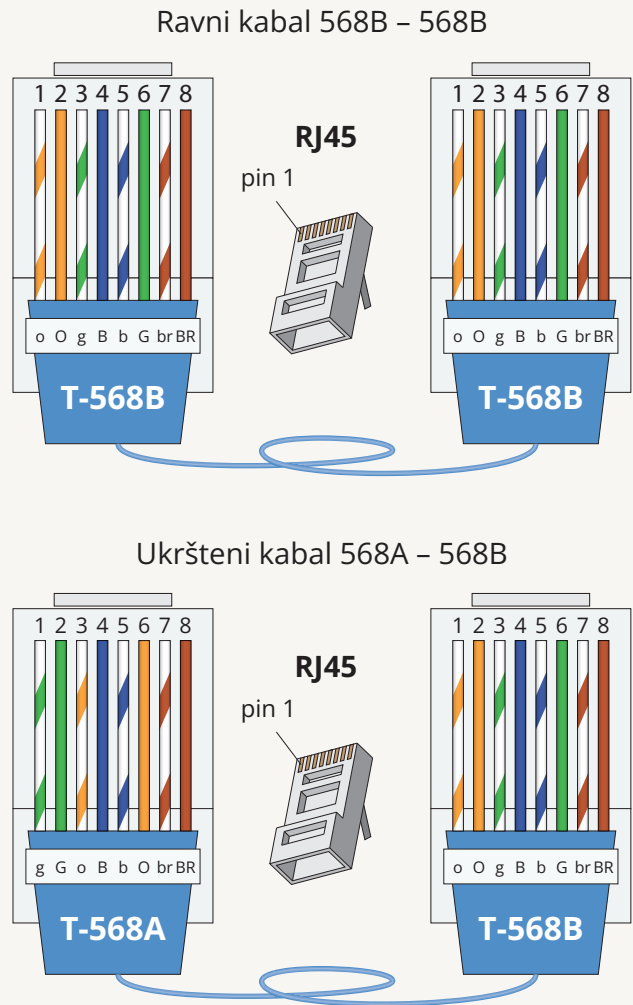 Ravni kabal 568B – 568B
1 2 3 4 5 6 7 8
1 2 3 4 5 6 7 8
RJ45
pin 1
o O g B b G br BR
o O g B b G br BR
T-568B
T-568B
Ukršteni kabal 568A – 568B
1 2 3 4 5 6 7 8
1 2 3 4 5 6 7 8
RJ45
pin 1
g G o B b O br BR
o O g B b G br BR
T-568A
T-568B